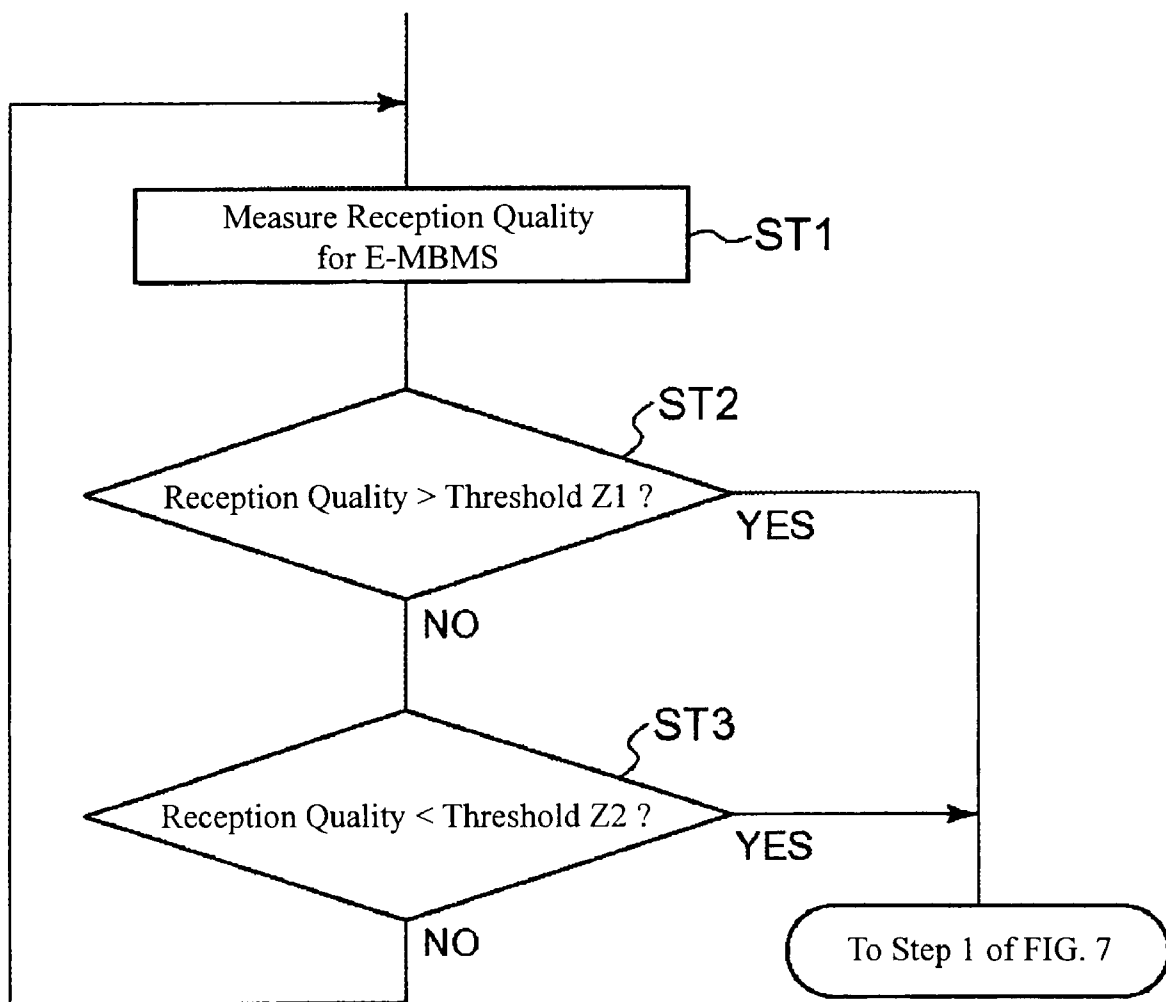 Measure Reception Quality
for E-MBMS
ST1
ST2
Reception Quality > Threshold Z1 ?
YES
NO
ST3
Reception Quality < Threshold Z2 ?
YES
NO
To Step 1 of FIG. 7